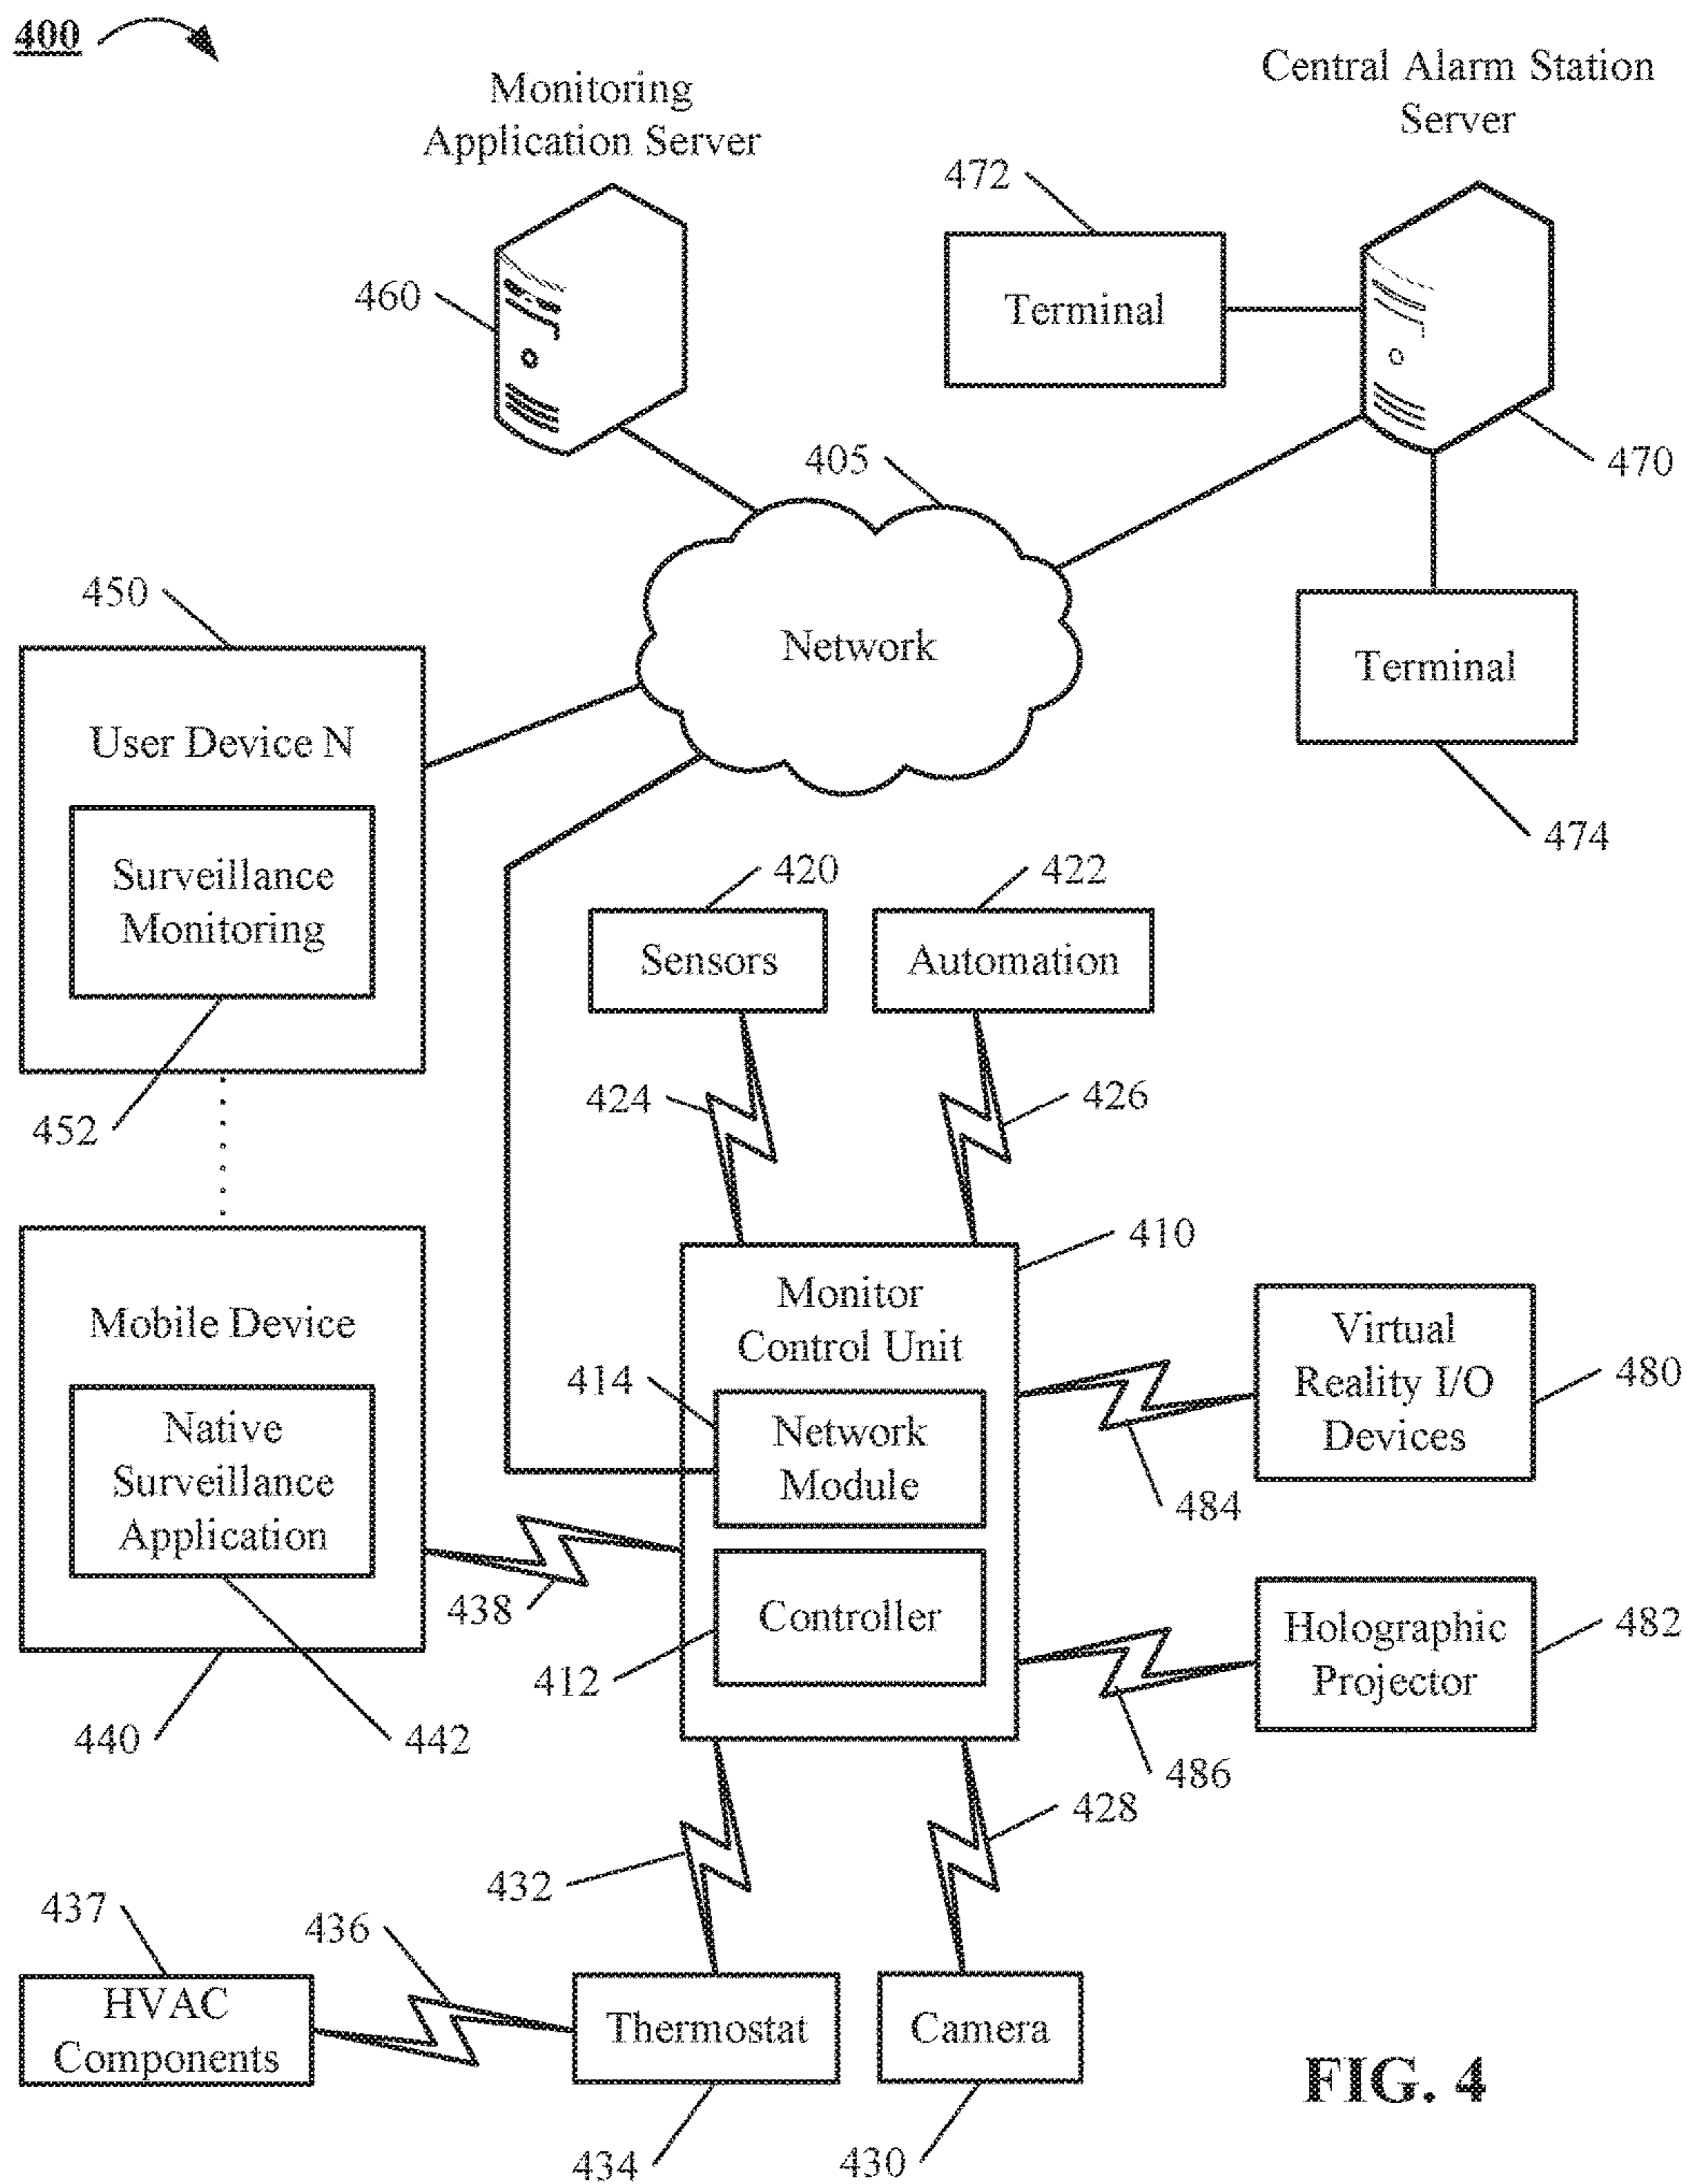 400
Monitoring
Application Server
Central Alarm Station
Server
472
Terminal
460
470
405
Network
450
User Device N
Surveillance
Monitoring
452
Terminal
474
420
422
Sensors
Automation
424
426
410
Monitor
Control Unit
414
Network
Module
Controller
412
Mobile Device
Native
Surveillance
Application
438
440
442
Virtual
Reality I/O
Devices
480
484
Holographic
Projector
482
486
428
432
437
436
HVAC
Components
Thermostat
Camera
434
430
FIG. 4